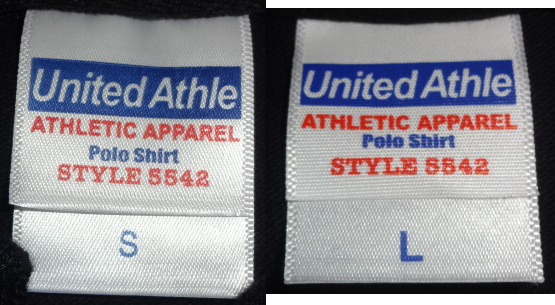 United Athle
ATHLETIC APPAREL
Polo Shirt
STYLE 5542
S
United Athle
ATHLETIC APPAREL
Polo Shirt
STYLE 5542
L